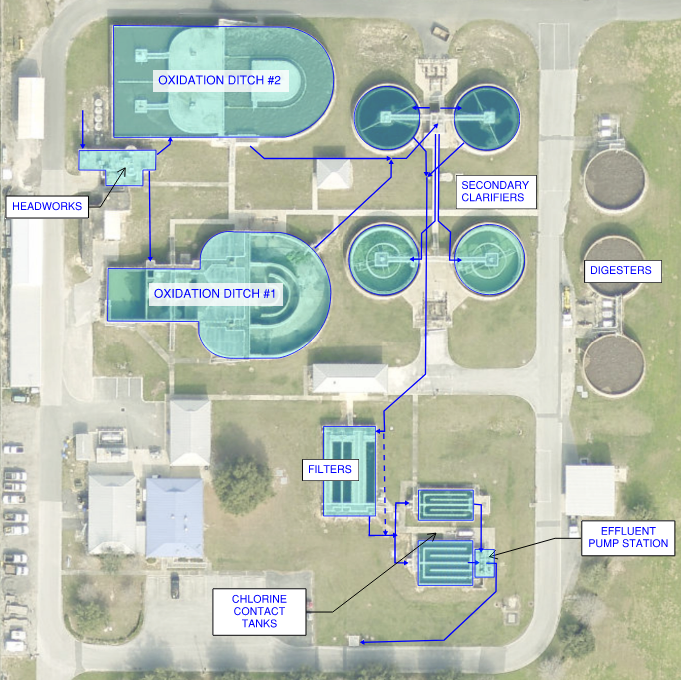 OXIDATION DITCH #2
HEADWORKS
SECONDARY
CLARIFIERS
DIGESTERS
OXIDATION DITCH #1
FILTERS
EFFLUENT
PUMP STATION
CHLORINE
CONTACT
TANKS